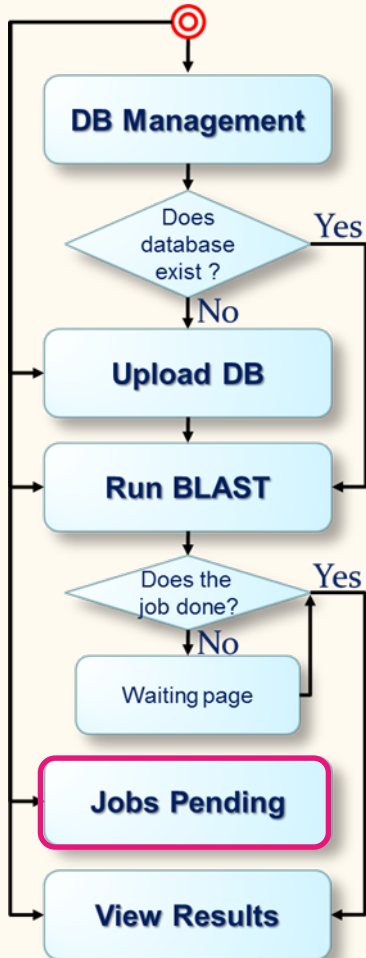 DB Management
Does
database
exist ?
Yes
No
Upload DB
Run BLAST
Does the
job done?
Yes
No
Waiting page
Jobs Pending
View Results